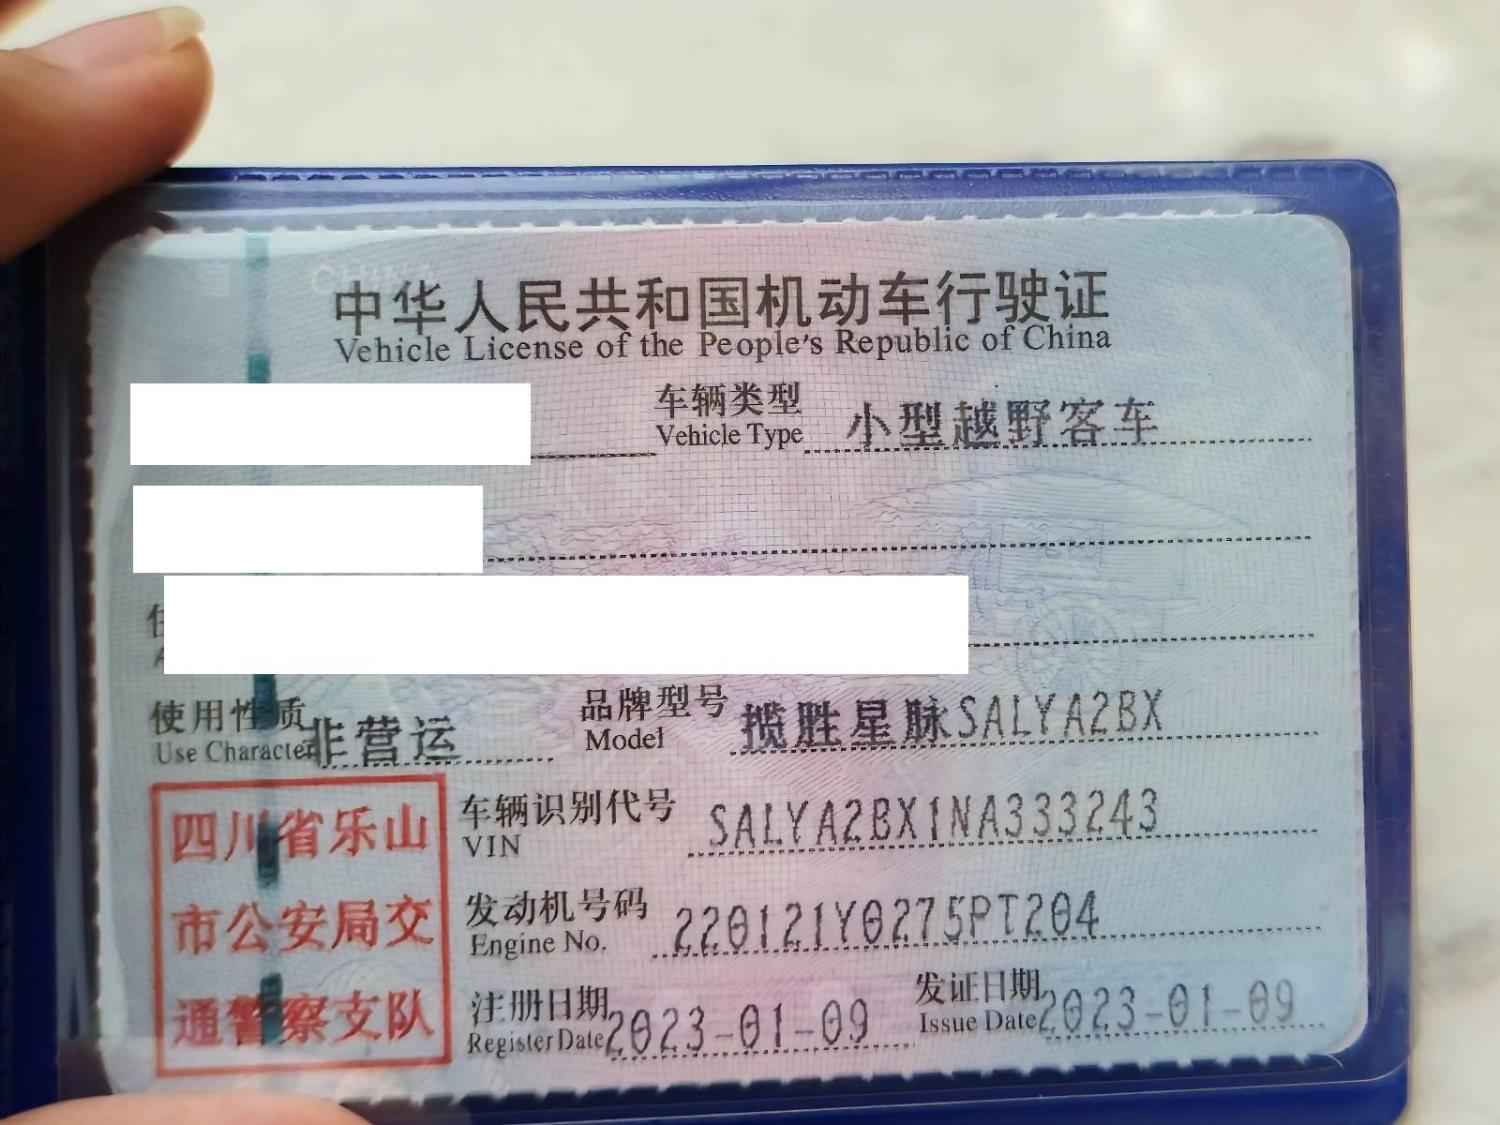 中华人民共和国机动车行驶证
Vehicle License of the People's Republic of China
车辆类型 小型越野客车
Vehicle Type
使用性质 非营运 品牌型号 揽胜星脉SALYA2BX
Use Character Model
四川省乐山
市公安局交
通警察支队
车辆识别代号 SALYA2BX1NA333243
VIN
发动机号码 220121Y0275PT204
Engine No.
注册日期 2023-01-09 发证日期 2023-01-09
Register Date Issue Date